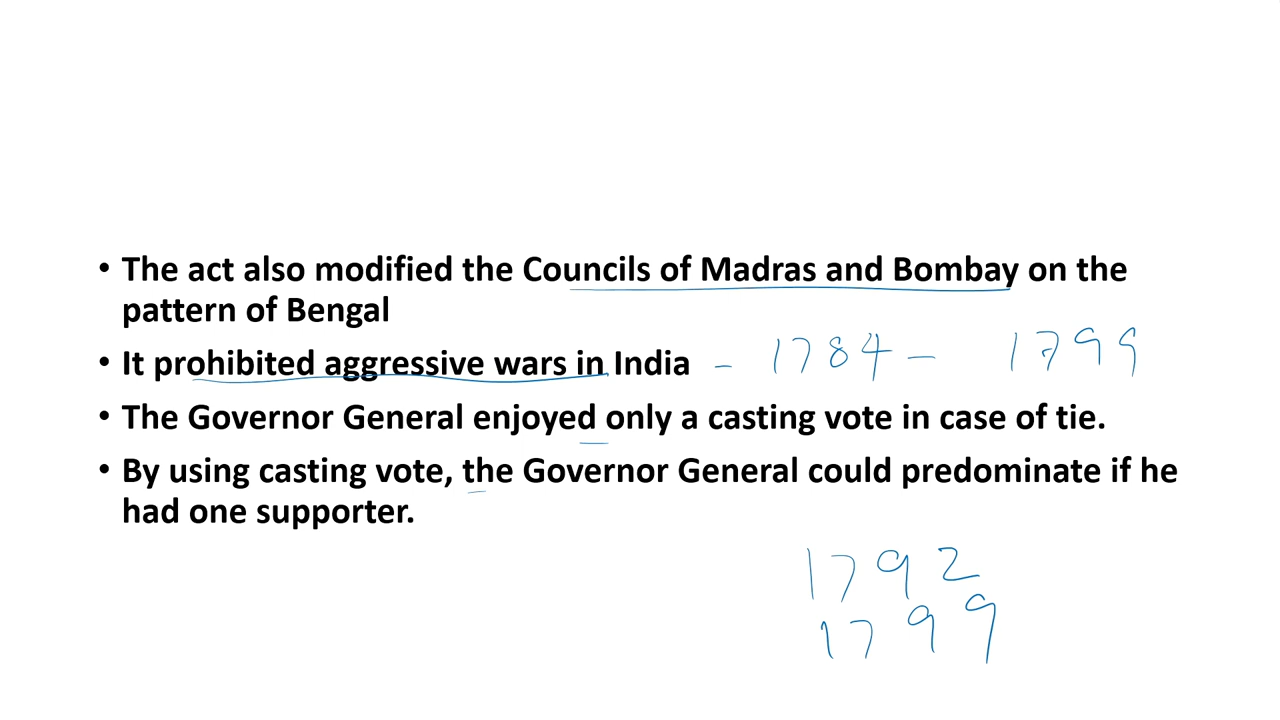 • The act also modified the Councils of Madras and Bombay on the
pattern of Bengal
• It prohibited aggressive wars in India - 1784 - 1799
• The Governor General enjoyed only a casting vote in case of tie.
• By using casting vote, the Governor General could predominate if he
had one supporter.
1792
1799